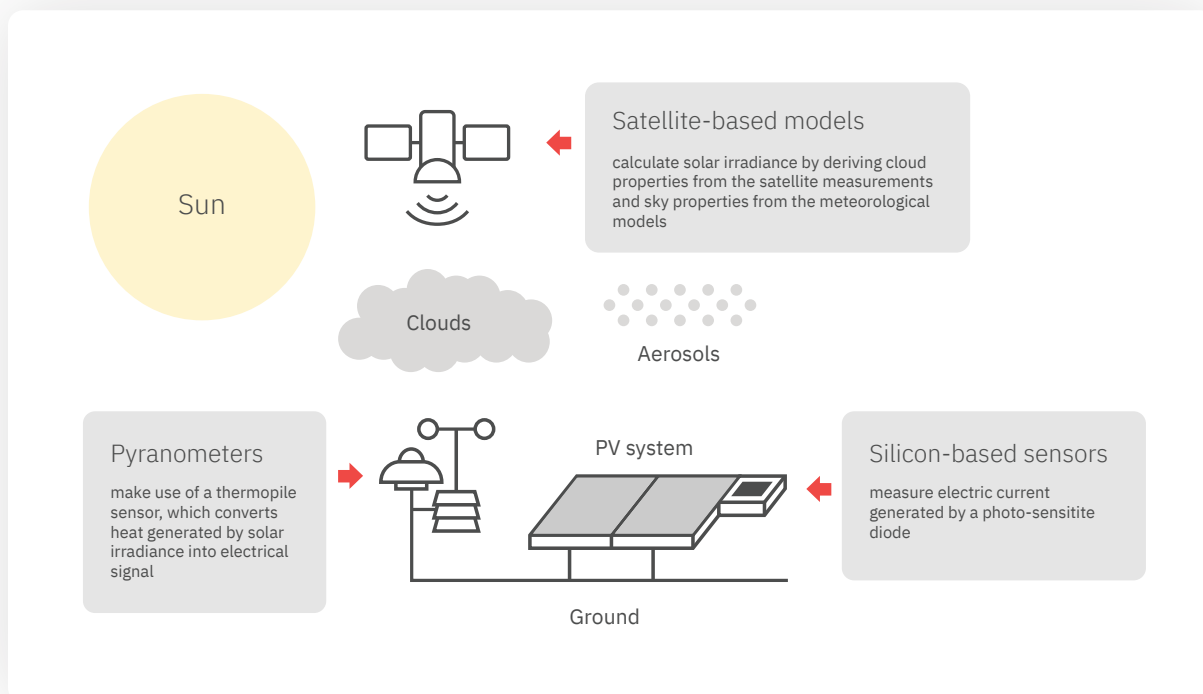 Sun
Satellite-based models
calculate solar irradiance by deriving cloud
properties from the satellite measurements
and sky properties from the meteorological
models
Clouds
Aerosols
Pyranometers
make use of a thermopile
sensor, which converts
heat generated by solar
irradiance into electrical
signal
PV system
Silicon-based sensors
measure electric current
generated by a photo-sensitite
diode
Ground